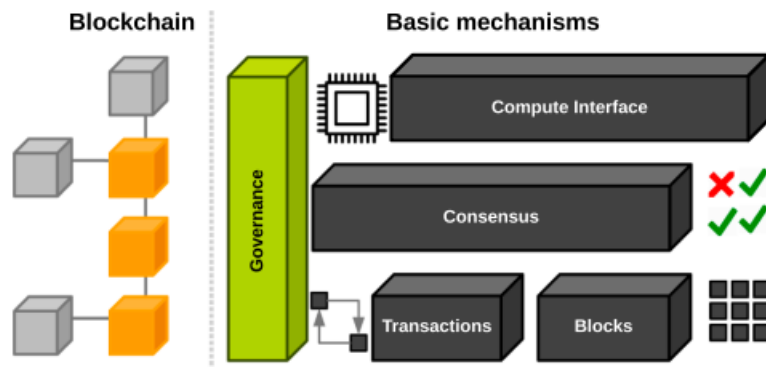 Blockchain
Basic mechanisms
Governance
Compute Interface
Consensus
Transactions
Blocks